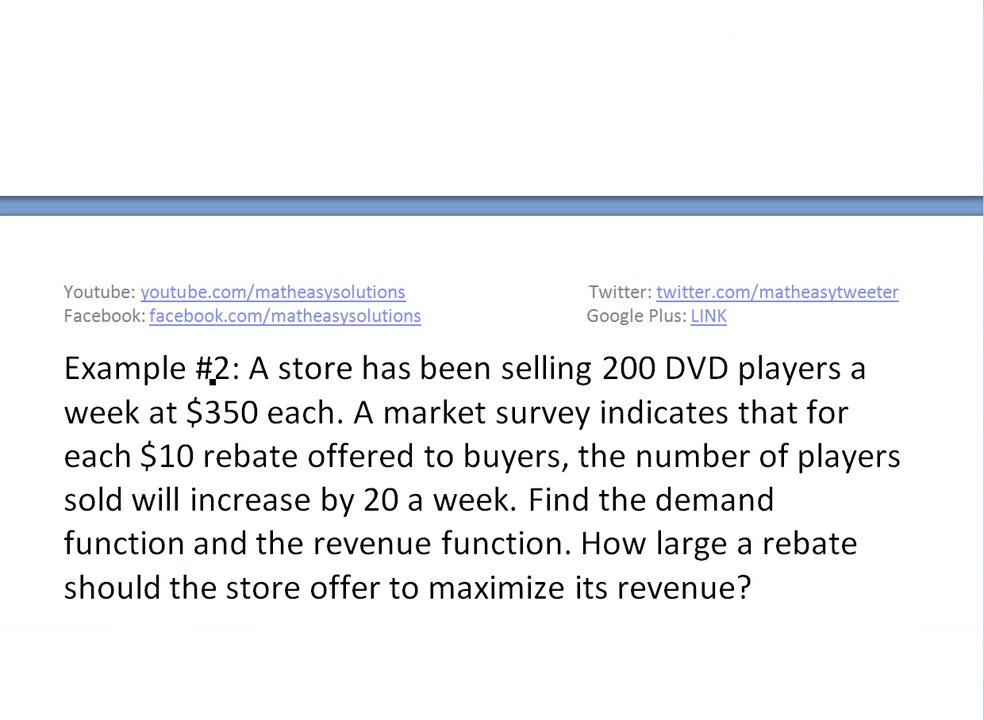 Youtube: youtube.com/matheasysolutions Twitter: twitter.com/matheasytweeter
Facebook: facebook.com/matheasysolutions Google Plus: LINK
Example #2: A store has been selling 200 DVD players a
week at $350 each. A market survey indicates that for
each $10 rebate offered to buyers, the number of players
sold will increase by 20 a week. Find the demand
function and the revenue function. How large a rebate
should the store offer to maximize its revenue?